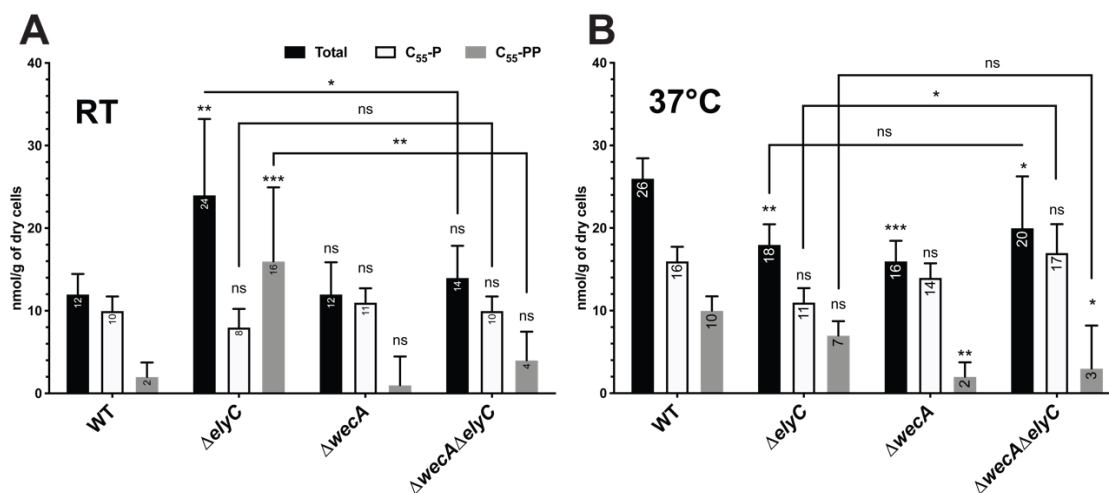 A
B
Total
C55-P
C55-PP
RT
37°C
nmol/g of dry cells
40
30
20
10
0
**
*
ns
**
***
ns
ns
ns
ns
ns
ns
ns
12
10
2
24
8
16
12
11
14
10
4
WT
ΔelyC
ΔwecA
ΔwecAΔelyC
nmol/g of dry cells
40
30
20
10
0
ns
*
ns
**
ns
ns
***
ns
**
*
ns
*
26
16
10
18
11
7
16
14
2
20
17
3
WT
ΔelyC
ΔwecA
ΔwecAΔelyC